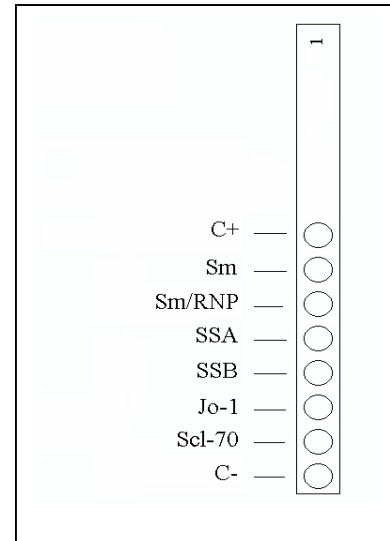 1
C+
Sm
Sm/RNP
SSA
SSB
Jo-1
Scl-70
C-